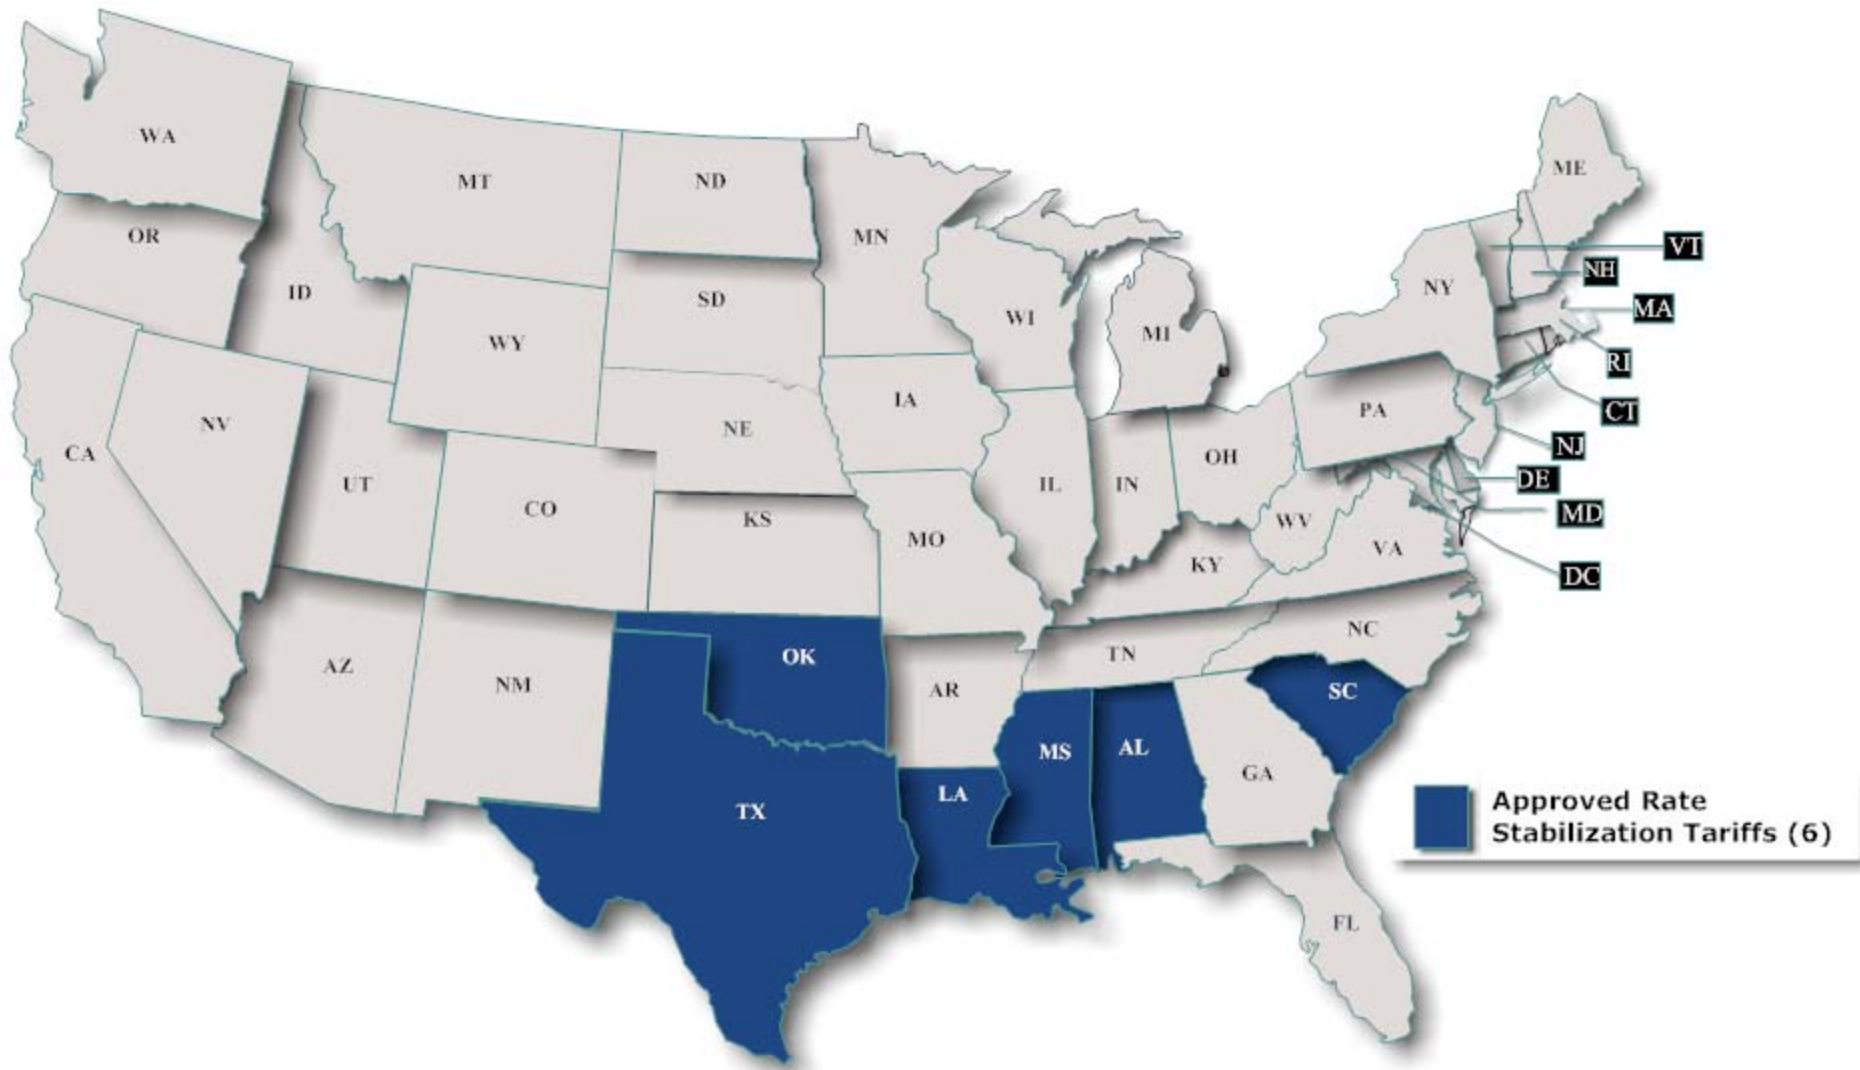 WA
MT
ND
ME
OR
MN
VT
NH
ID
SD
NY
WI
MA
WY
MI
RI
IA
PA
CT
NV
NE
CA
OH
NJ
UT
IL
IN
DE
CO
KS
WV
MD
MO
VA
KY
DC
NC
OK
TN
AZ
NM
AR
SC
MS
AL
GA
LA
TX
Approved Rate
Stabilization Tariffs (6)
FL